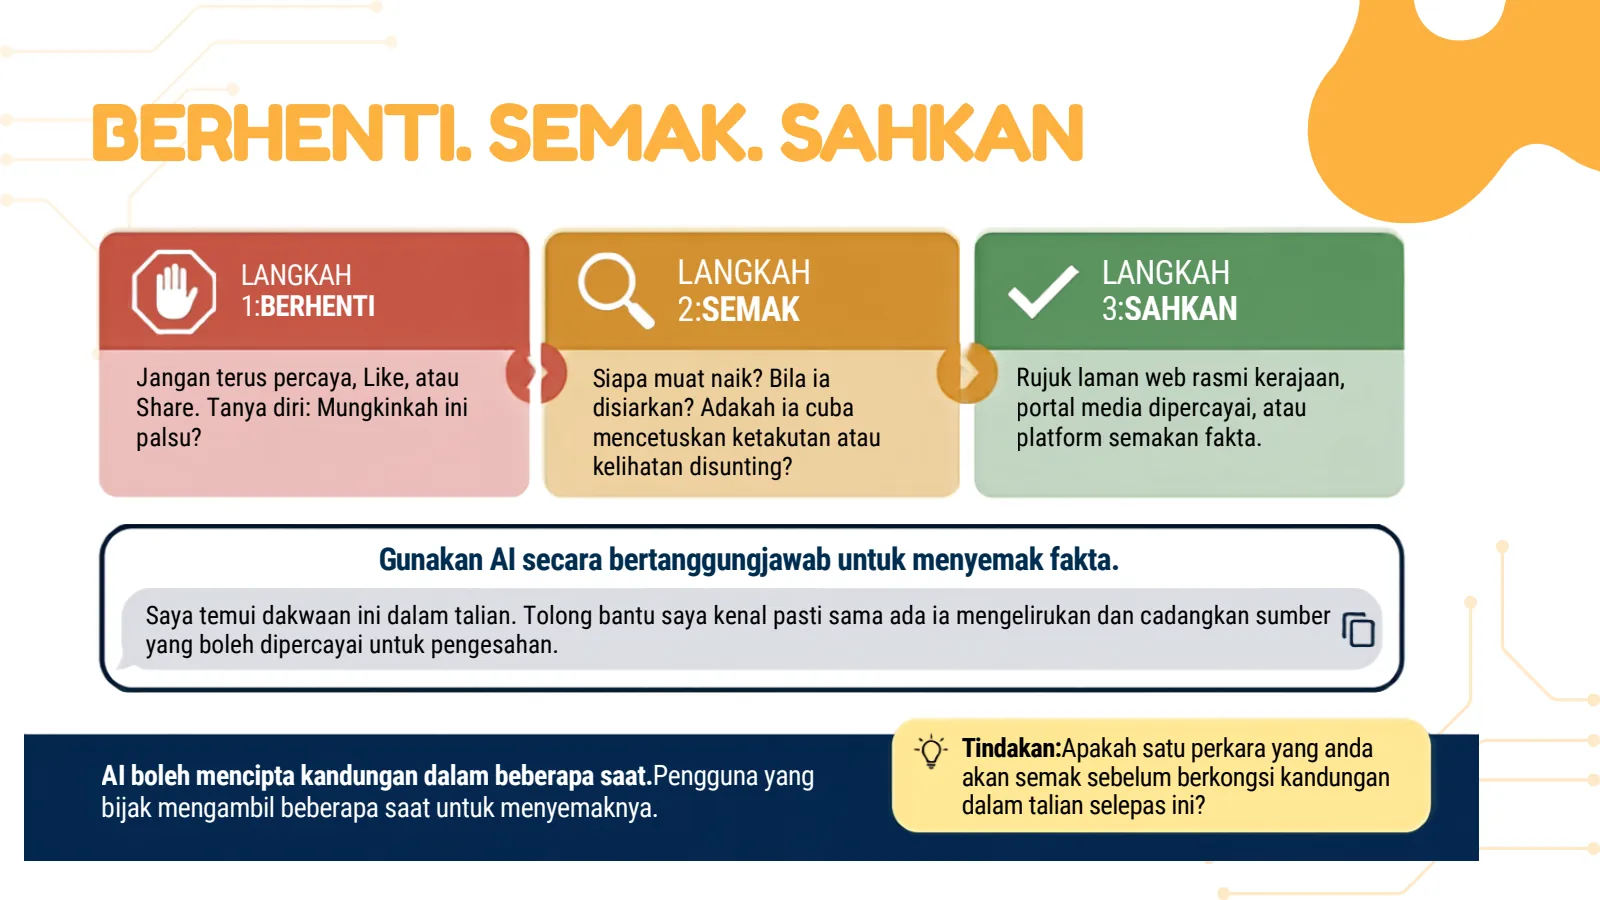 BERHENTI. SEMAK. SAHKAN
LANGKAH
1:BERHENTI
Jangan terus percaya, Like, atau
Share. Tanya diri: Mungkinkah ini
palsu?
LANGKAH
2:SEMAK
Siapa muat naik? Bila ia
disiarkan? Adakah ia cuba
mencetuskan ketakutan atau
kelihatan disunting?
LANGKAH
3:SAHKAN
Rujuk laman web rasmi kerajaan,
portal media dipercayai, atau
platform semakan fakta.
Gunakan AI secara bertanggungjawab untuk menyemak fakta.
Saya temui dakwaan ini dalam talian. Tolong bantu saya kenal pasti sama ada ia mengelirukan dan cadangkan sumber
yang boleh dipercayai untuk pengesahan.
AI boleh mencipta kandungan dalam beberapa saat.Pengguna yang
bijak mengambil beberapa saat untuk menyemaknya.
Tindakan:Apakah satu perkara yang anda
akan semak sebelum berkongsi kandungan
dalam talian selepas ini?